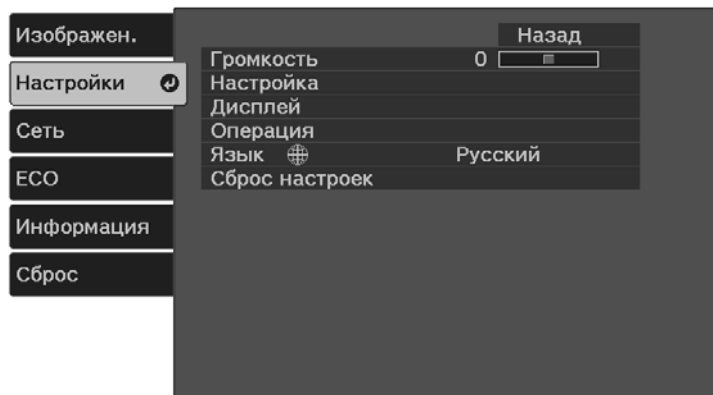 Изображен.
Настройки
Сеть
ECO
Информация
Сброс
Назад
Громкость 0
Настройка
Дисплей
Операция
Язык Русский
Сброс настроек